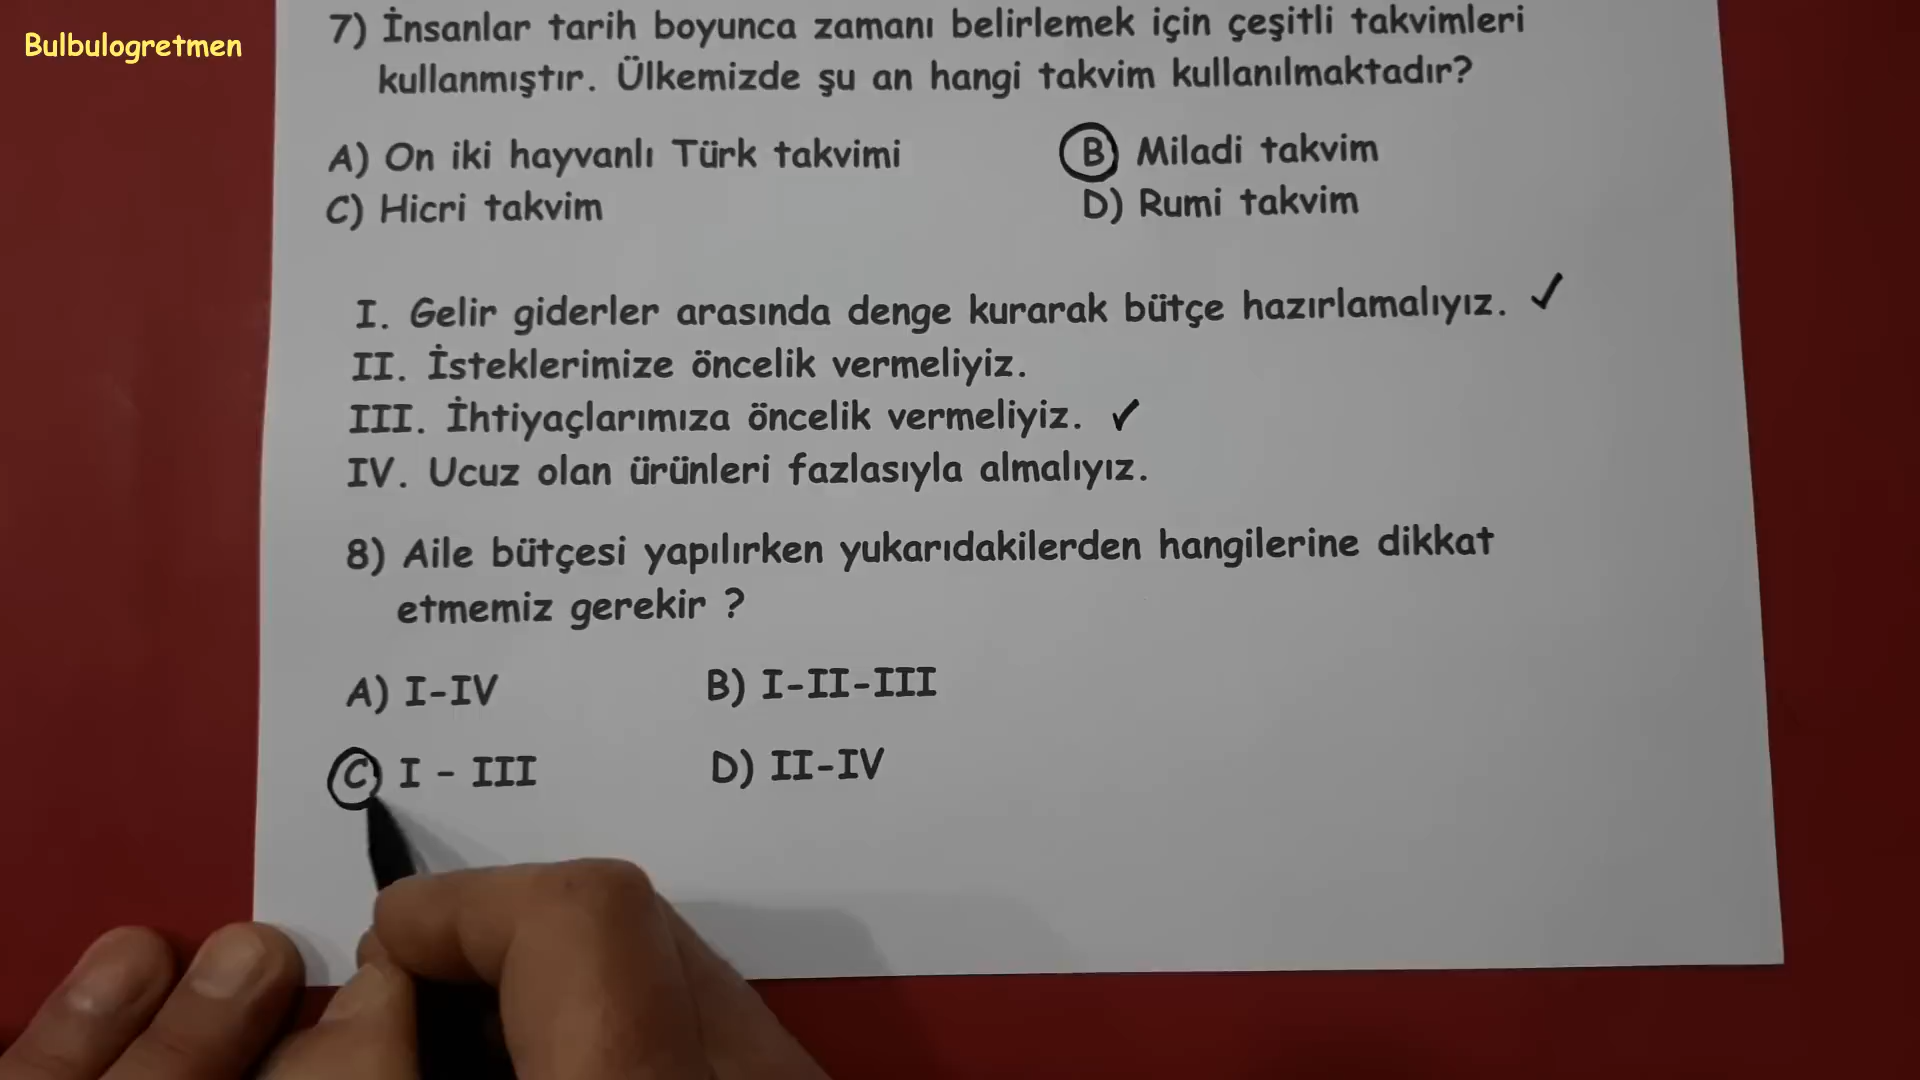 Bulbulogretmen
7) İnsanlar tarih boyunca zamanı belirlemek için çeşitli takvimleri
kullanmıştır. Ülkemizde şu an hangi takvim kullanılmaktadır?
A) On iki hayvanlı Türk takvimi B) Miladi takvim
C) Hicri takvim D) Rumi takvim
I. Gelir giderler arasında denge kurarak bütçe hazırlamalıyız. ✓
II. İsteklerimize öncelik vermeliyiz.
III. İhtiyaçlarımıza öncelik vermeliyiz. ✓
IV. Ucuz olan ürünleri fazlasıyla almalıyız.
8) Aile bütçesi yapılırken yukarıdakilerden hangilerine dikkat
etmemiz gerekir ?
A) I-IV B) I-II-III
C) I - III D) II-IV